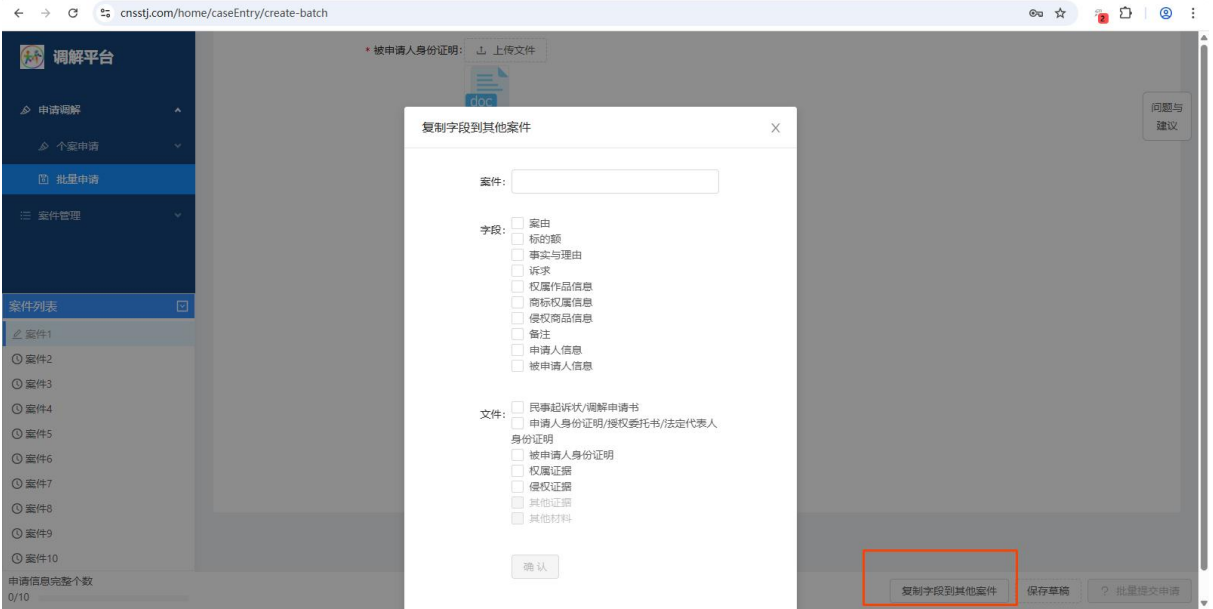 cnsstj.com/home/caseEntry/create-batch
2
调解平台
申请调解
个案申请
批量申请
案件管理
案件列表
案件1
案件2
案件3
案件4
案件5
案件6
案件7
案件8
案件9
案件10
申请信息完整个数
0/10
* 被申请人身份证明: 上传文件
doc
问题与
建议
复制字段到其他案件
案件:
字段:
案由
标的额
事实与理由
诉求
权属作品信息
商标权属信息
侵权商品信息
备注
申请人信息
被申请人信息
文件:
民事起诉状/调解申请书
申请人身份证明/授权委托书/法定代表人
身份证明
被申请人身份证明
权属证据
侵权证据
其他证据
其他材料
确 认
复制字段到其他案件
保存草稿
? 批量提交申请